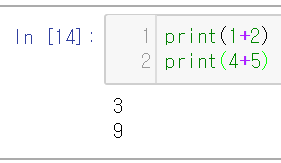 In [14]:
1 print(1+2)
2 print(4+5)
3
9